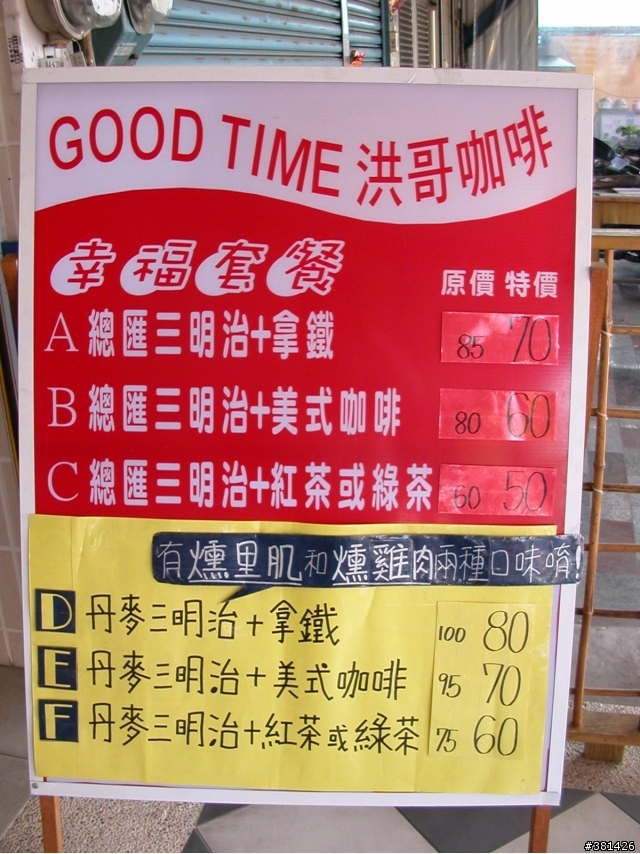 GOOD TIME 洪哥咖啡
幸福套餐
原價 特價
A 總匯三明治+拿鐵 85 70
B 總匯三明治+美式咖啡 80 60
C 總匯三明治+紅茶或綠茶 60 50
有燻里肌和燻雞肉兩種口味唷!
D 丹麥三明治+拿鐵 100 80
E 丹麥三明治+美式咖啡 95 70
F 丹麥三明治+紅茶或綠茶 75 60
#381426